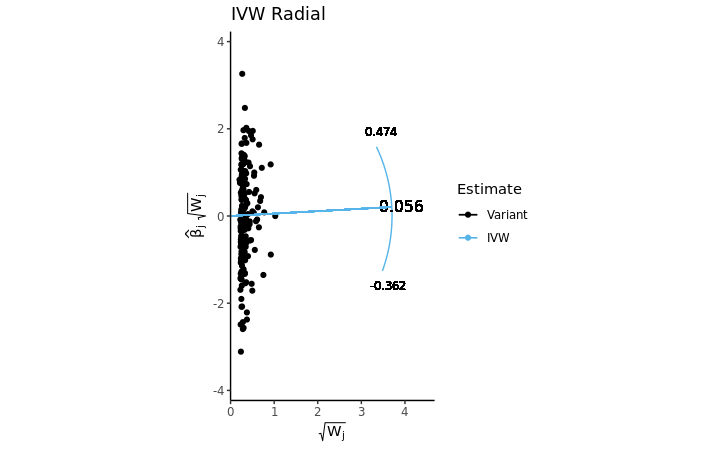 IVW Radial
4
2
0
-2
-4
β̂j √Wj
0.474
0.056
-0.362
0 1 2 3 4
√Wj
Estimate
Variant
IVW